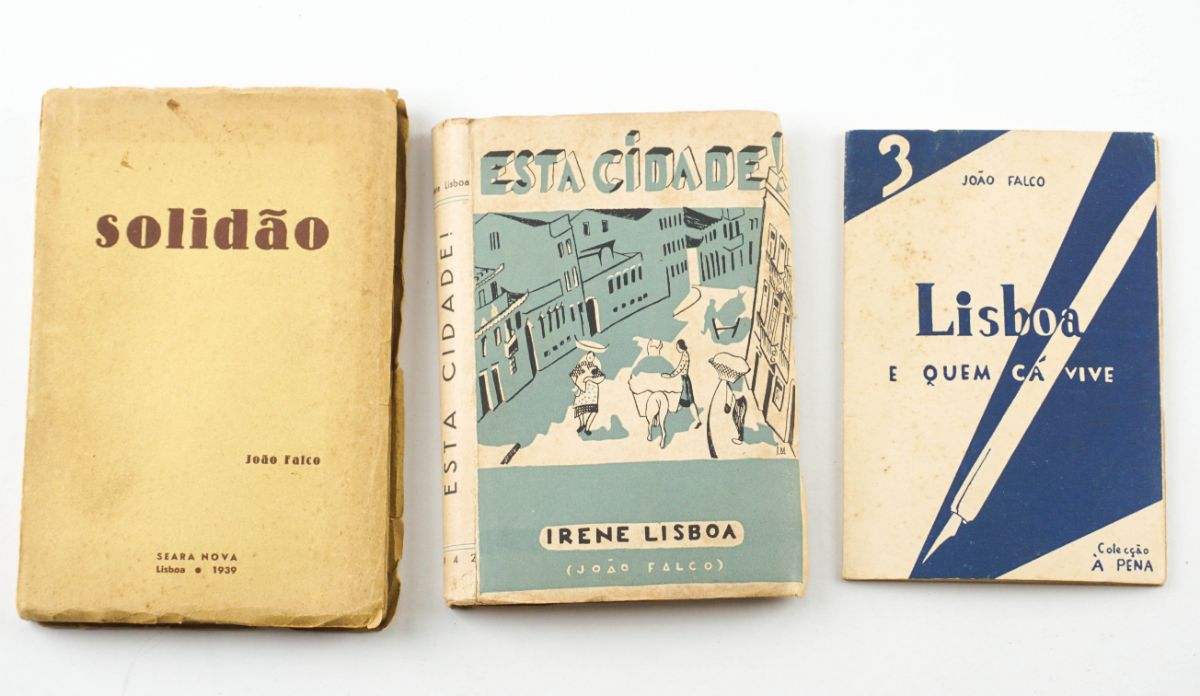 solidão
João Falco
SEARA NOVA
Lisboa • 1939
Lisboa
ESTA CIDADE!
ESTA CIDADE!
IM
IRENE LISBOA
(JOÃO FALCO)
3
JOÃO FALCO
Lisboa
E QUEM CÁ VIVE
Colecção
À PENA